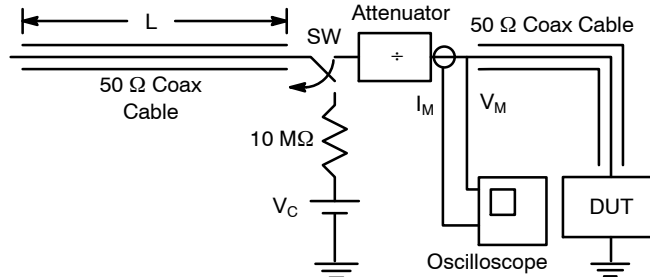 L
SW
Attenuator
÷
50 Ω Coax Cable
50 Ω Coax
Cable
I_M
V_M
10 MΩ
V_C
DUT
Oscilloscope